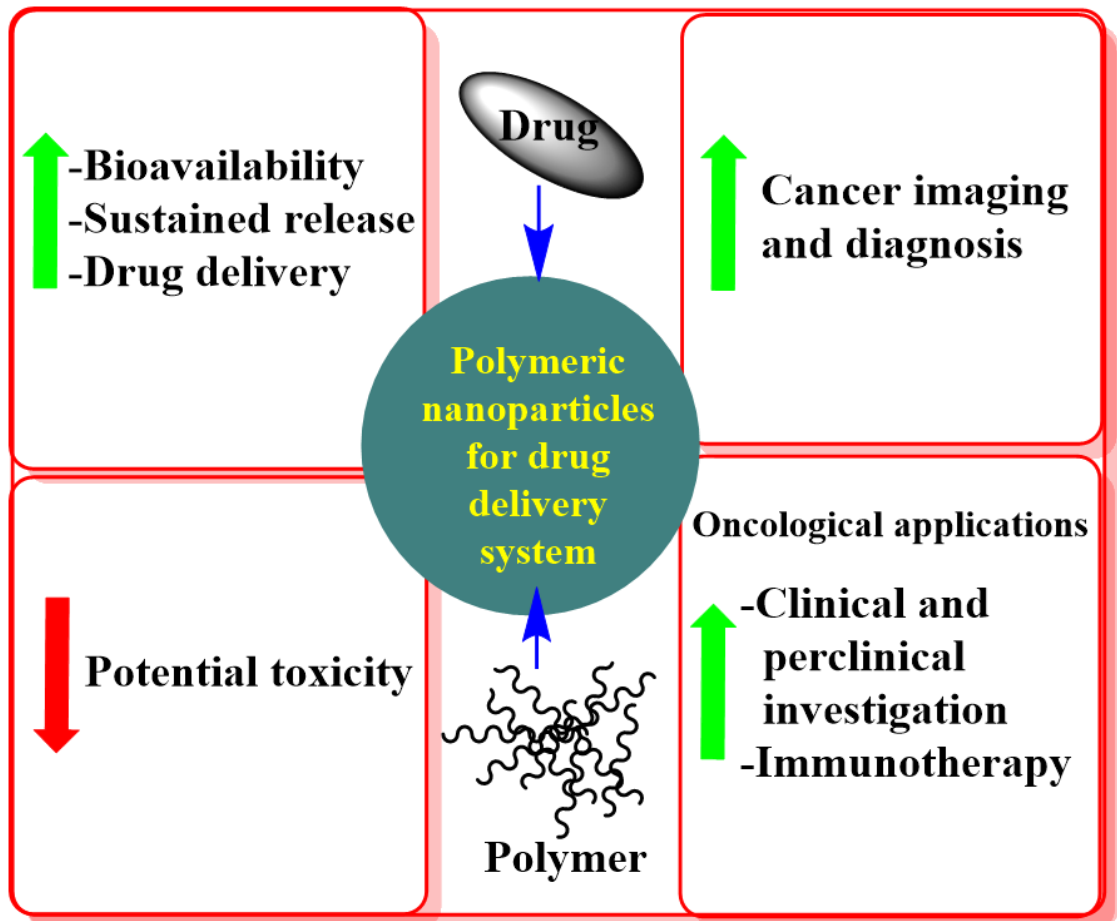 -Bioavailability
-Sustained release
-Drug delivery
Drug
Cancer imaging
and diagnosis
Polymeric
nanoparticles
for drug
delivery
system
Potential toxicity
Polymer
Oncological applications
-Clinical and
perclinical
investigation
-Immunotherapy